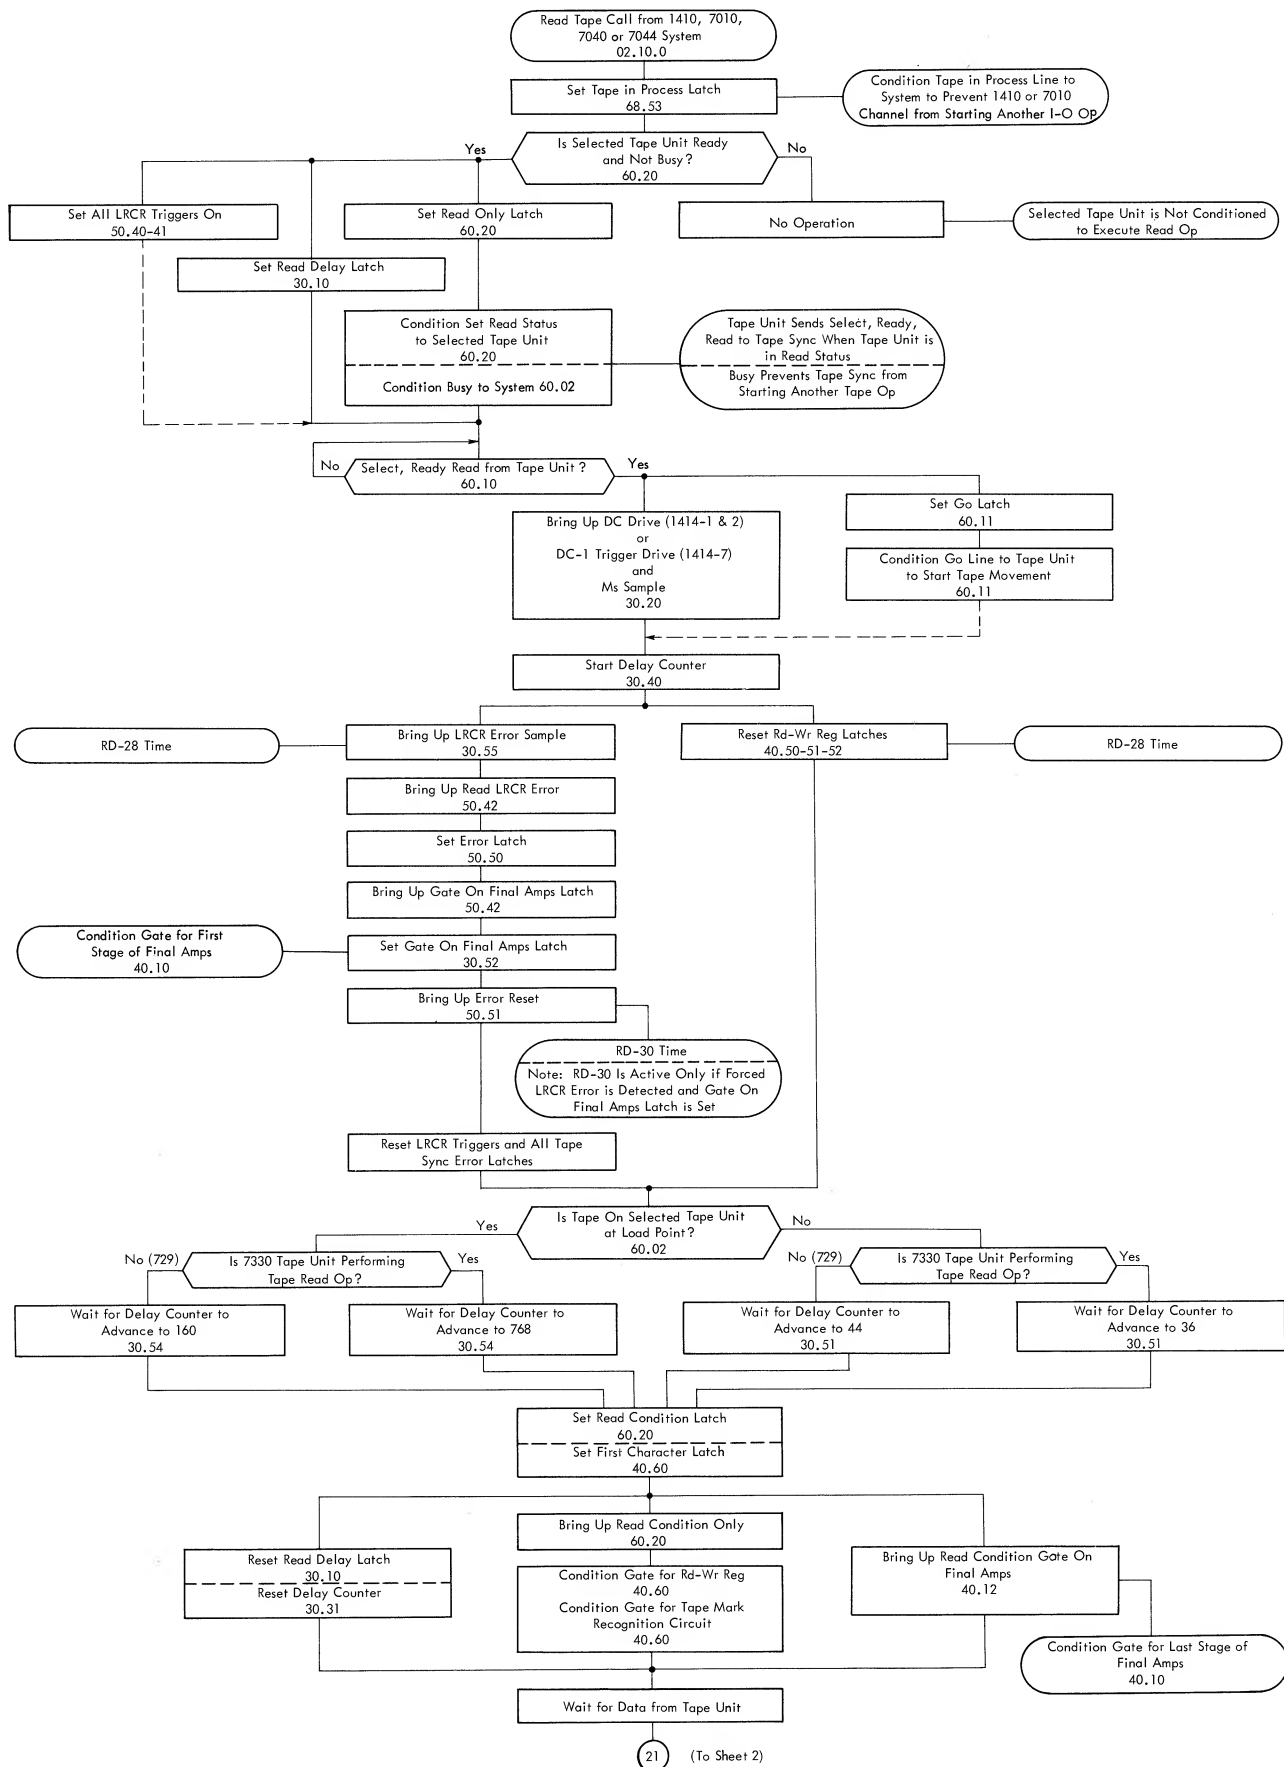 Read Tape Call from 1410, 7010,
7040 or 7044 System
02.10.0
Set Tape in Process Latch
68.53
Condition Tape in Process Line to
System to Prevent 1410 or 7010
Channel from Starting Another I-O Op
Is Selected Tape Unit Ready
and Not Busy?
60.20
Yes
No
Set All LRCR Triggers On
50.40-41
Set Read Only Latch
60.20
No Operation
Selected Tape Unit is Not Conditioned
to Execute Read Op
Set Read Delay Latch
30.10
Condition Set Read Status
to Selected Tape Unit
60.20
Condition Busy to System 60.02
Tape Unit Sends Select, Ready,
Read to Tape Sync When Tape Unit is
in Read Status
Busy Prevents Tape Sync from
Starting Another Tape Op
No
Select, Ready Read from Tape Unit?
60.10
Yes
Bring Up DC Drive (1414-1 & 2)
or
DC-1 Trigger Drive (1414-7)
and
Ms Sample
30.20
Set Go Latch
60.11
Condition Go Line to Tape Unit
to Start Tape Movement
60.11
Start Delay Counter
30.40
RD-28 Time
Bring Up LRCR Error Sample
30.55
Reset Rd-Wr Reg Latches
40.50-51-52
RD-28 Time
Bring Up Read LRCR Error
50.42
Set Error Latch
50.50
Bring Up Gate On Final Amps Latch
50.42
Condition Gate for First
Stage of Final Amps
40.10
Set Gate On Final Amps Latch
30.52
Bring Up Error Reset
50.51
RD-30 Time
Note: RD-30 Is Active Only if Forced
LRCR Error is Detected and Gate On
Final Amps Latch is Set
Reset LRCR Triggers and All Tape
Sync Error Latches
Is Tape On Selected Tape Unit
at Load Point?
60.02
Yes
No
No (729)
Is 7330 Tape Unit Performing
Tape Read Op?
Yes
No (729)
Is 7330 Tape Unit Performing
Tape Read Op?
Yes
Wait for Delay Counter to
Advance to 160
30.54
Wait for Delay Counter to
Advance to 768
30.54
Wait for Delay Counter to
Advance to 44
30.51
Wait for Delay Counter to
Advance to 36
30.51
Set Read Condition Latch
60.20
Set First Character Latch
40.60
Reset Read Delay Latch
30.10
Reset Delay Counter
30.31
Bring Up Read Condition Only
60.20
Condition Gate for Rd-Wr Reg
40.60
Condition Gate for Tape Mark
Recognition Circuit
40.60
Bring Up Read Condition Gate On
Final Amps
40.12
Condition Gate for Last Stage of
Final Amps
40.10
Wait for Data from Tape Unit
21 (To Sheet 2)